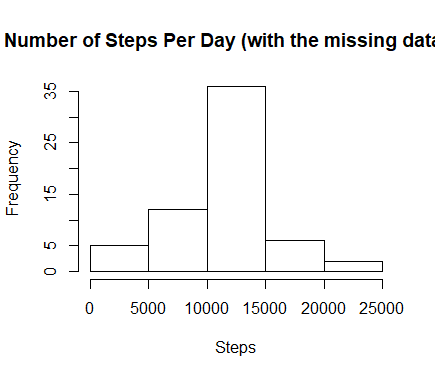 Number of Steps Per Day (with the missing data
35
25
15
5
0
Frequency
0 5000 10000 15000 20000 25000
Steps